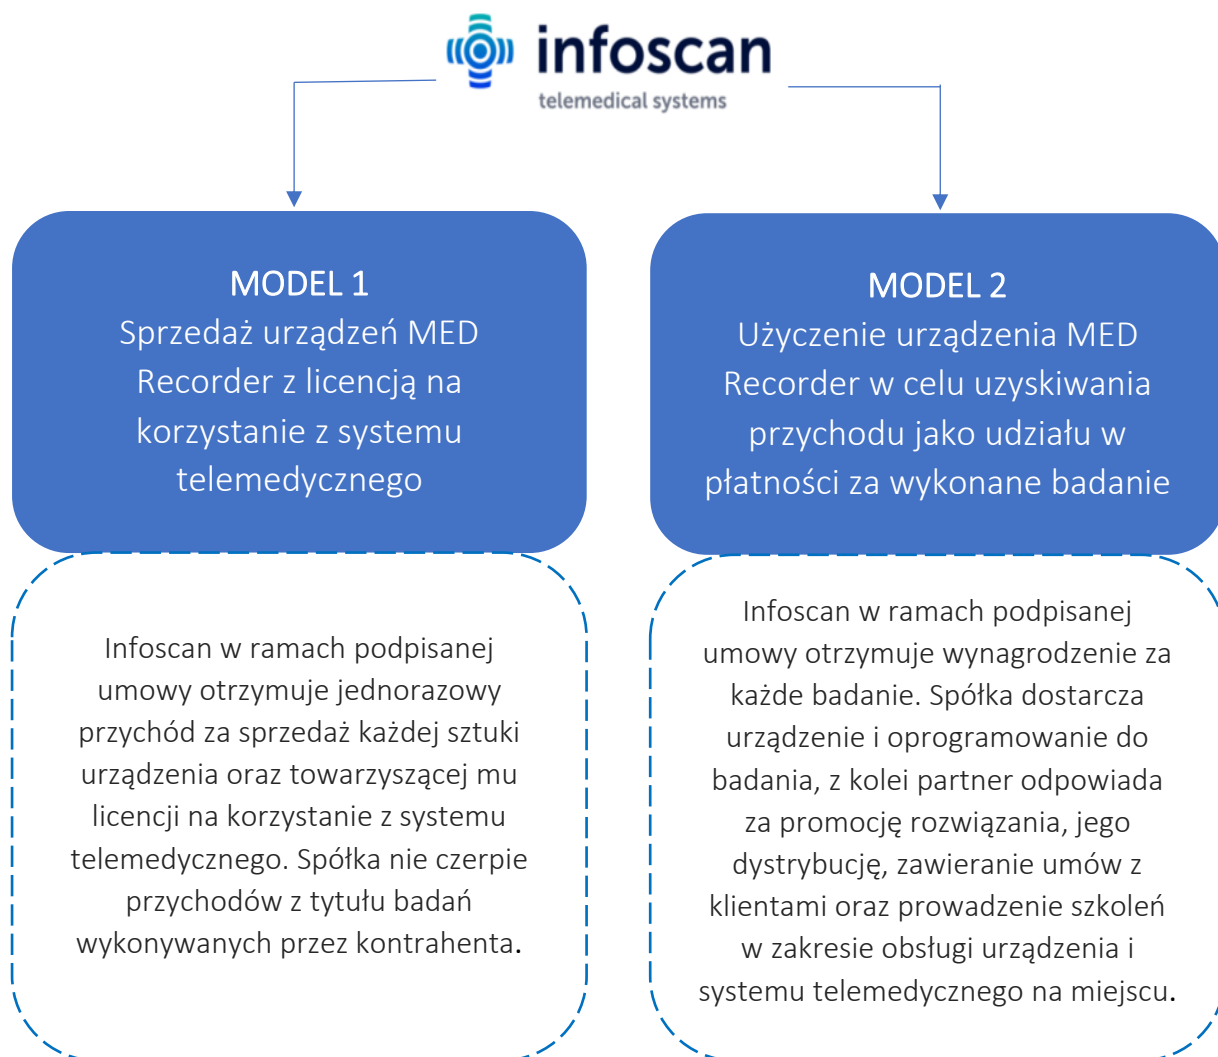 infoscan
telemedical systems
MODEL 1
Sprzedaż urządzeń MED
Recorder z licencją na
korzystanie z systemu
telemedycznego
Infoscan w ramach podpisanej
umowy otrzymuje jednorazowy
przychód za sprzedaż każdej sztuki
urządzenia oraz towarzyszącej mu
licencji na korzystanie z systemu
telemedycznego. Spółka nie czerpie
przychodów z tytułu badań
wykonywanych przez kontrahenta.
MODEL 2
Użyczenie urządzenia MED
Recorder w celu uzyskiwania
przychodu jako udziału w
płatności za wykonane badanie
Infoscan w ramach podpisanej
umowy otrzymuje wynagrodzenie za
każde badanie. Spółka dostarcza
urządzenie i oprogramowanie do
badania, z kolei partner odpowiada
za promocję rozwiązania, jego
dystrybucję, zawieranie umów z
klientami oraz prowadzenie szkoleń
w zakresie obsługi urządzenia i
systemu telemedycznego na miejscu.